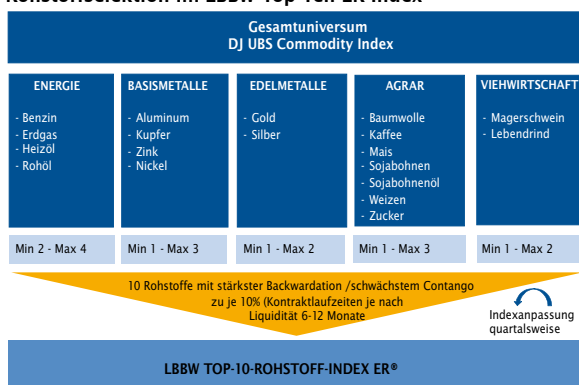 Rohstoffselektion im LBBW Top Ten ER Index
Gesamtuniversum
DJ UBS Commodity Index
ENERGIE
- Benzin
- Erdgas
- Heizöl
- Rohöl
Min 2 - Max 4
BASISMETALLE
- Aluminum
- Kupfer
- Zink
- Nickel
Min 1 - Max 3
EDELMETALLE
- Gold
- Silber
Min 1 - Max 2
AGRAR
- Baumwolle
- Kaffee
- Mais
- Sojabohnen
- Sojabohnenöl
- Weizen
- Zucker
Min 1 - Max 3
VIEHWIRTSCHAFT
- Magerschwein
- Lebendrind
Min 1 - Max 2
10 Rohstoffe mit stärkster Backwardation /schwächstem Contango
zu je 10% (Kontraktlaufzeiten je nach
Liquidität 6-12 Monate
Indexanpassung
quartalsweise
LBBW TOP-10-ROHSTOFF-INDEX ER®